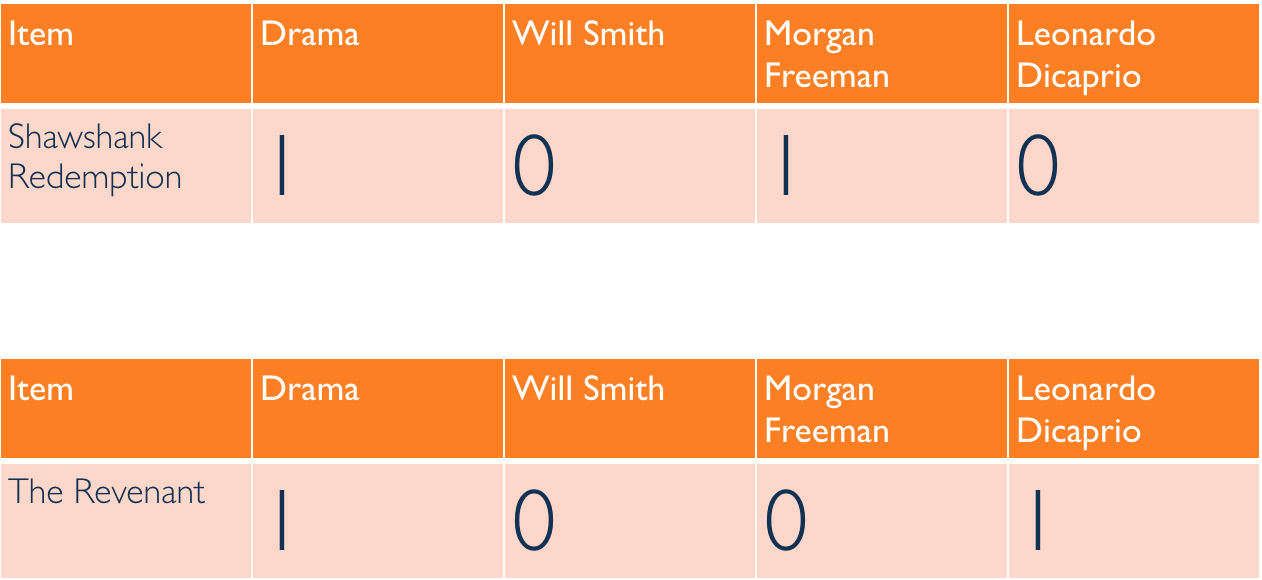 Item Drama Will Smith Morgan Leonardo
Freeman Dicaprio
Shawshank
Redemption 1 0 1 0
Item Drama Will Smith Morgan Leonardo
Freeman Dicaprio
The Revenant 1 0 0 1